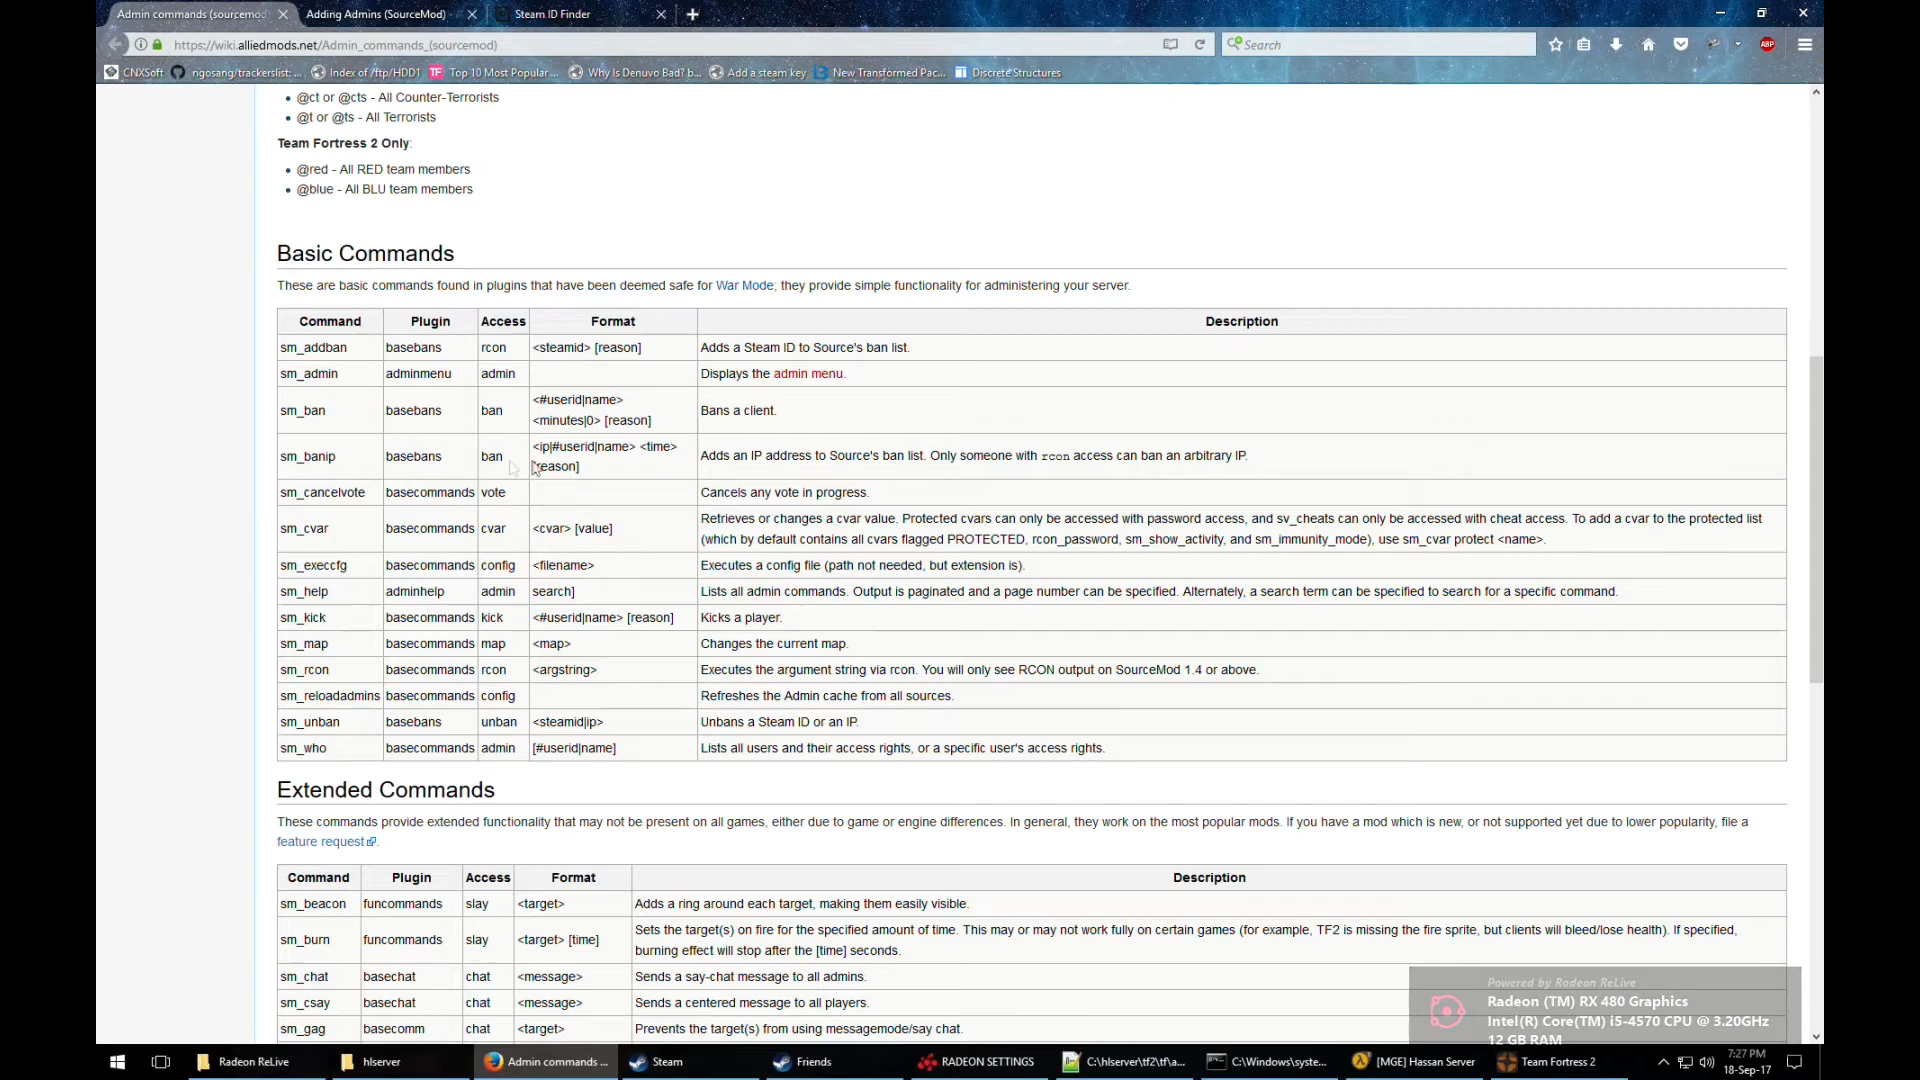 Admin commands (sourcemod
Adding Admins (SourceMod)
Steam ID Finder
https://wiki.alliedmods.net/Admin_commands_(sourcemod)
Search
ABP
CNXSoft
ngosang/trackerslist: ...
Index of /ftp/HDD1
TF
Top 10 Most Popular ...
Why Is Denuvo Bad? b...
Add a steam key
New Transformed Pac...
Discrete Structures
@ct or @cts - All Counter-Terrorists
@t or @ts - All Terrorists
Team Fortress 2 Only:
@red - All RED team members
@blue - All BLU team members
Basic Commands
These are basic commands found in plugins that have been deemed safe for War Mode; they provide simple functionality for administering your server.
Command Plugin Access Format Description
sm_addban basebans rcon <steamid> [reason] Adds a Steam ID to Source's ban list.
sm_admin adminmenu admin Displays the admin menu.
sm_ban basebans ban <#userid|name> <minutes|0> [reason] Bans a client.
sm_banip basebans ban <ip|#userid|name> <time> [reason] Adds an IP address to Source's ban list. Only someone with rcon access can ban an arbitrary IP.
sm_cancelvote basecommands vote Cancels any vote in progress.
sm_cvar basecommands cvar <cvar> [value] Retrieves or changes a cvar value. Protected cvars can only be accessed with password access, and sv_cheats can only be accessed with cheat access. To add a cvar to the protected list
(which by default contains all cvars flagged PROTECTED, rcon_password, sm_show_activity, and sm_immunity_mode), use sm_cvar protect <name>.
sm_execcfg basecommands config <filename> Executes a config file (path not needed, but extension is).
sm_help adminhelp admin search] Lists all admin commands. Output is paginated and a page number can be specified. Alternately, a search term can be specified to search for a specific command.
sm_kick basecommands kick <#userid|name> [reason] Kicks a player.
sm_map basecommands map <map> Changes the current map.
sm_rcon basecommands rcon <argstring> Executes the argument string via rcon. You will only see RCON output on SourceMod 1.4 or above.
sm_reloadadmins basecommands config Refreshes the Admin cache from all sources.
sm_unban basebans unban <steamid|ip> Unbans a Steam ID or an IP.
sm_who basecommands admin [#userid|name] Lists all users and their access rights, or a specific user's access rights.
Extended Commands
These commands provide extended functionality that may not be present on all games, either due to game or engine differences. In general, they work on the most popular mods. If you have a mod which is new, or not supported yet due to lower popularity, file a
feature request.
Command Plugin Access Format Description
sm_beacon funcommands slay <target> Adds a ring around each target, making them easily visible.
sm_burn funcommands slay <target> [time] Sets the target(s) on fire for the specified amount of time. This may or may not work fully on certain games (for example, TF2 is missing the fire sprite, but clients will bleed/lose health). If specified,
burning effect will stop after the [time] seconds.
sm_chat basechat chat <message> Sends a say-chat message to all admins.
sm_csay basechat chat <message> Sends a centered message to all players.
sm_gag basecomm chat <target> Prevents the target(s) from using messagemode/say chat.
Powered by Radeon ReLive
Radeon (TM) RX 480 Graphics
Intel(R) Core(TM) i5-4570 CPU @ 3.20GHz
12 GB RAM
Radeon ReLive
hlserver
Admin commands ...
Steam
Friends
RADEON SETTINGS
C:\hlserver\tf2\tf\a...
C:\Windows\syste...
[MGE] Hassan Server
Team Fortress 2
7:27 PM
18-Sep-17